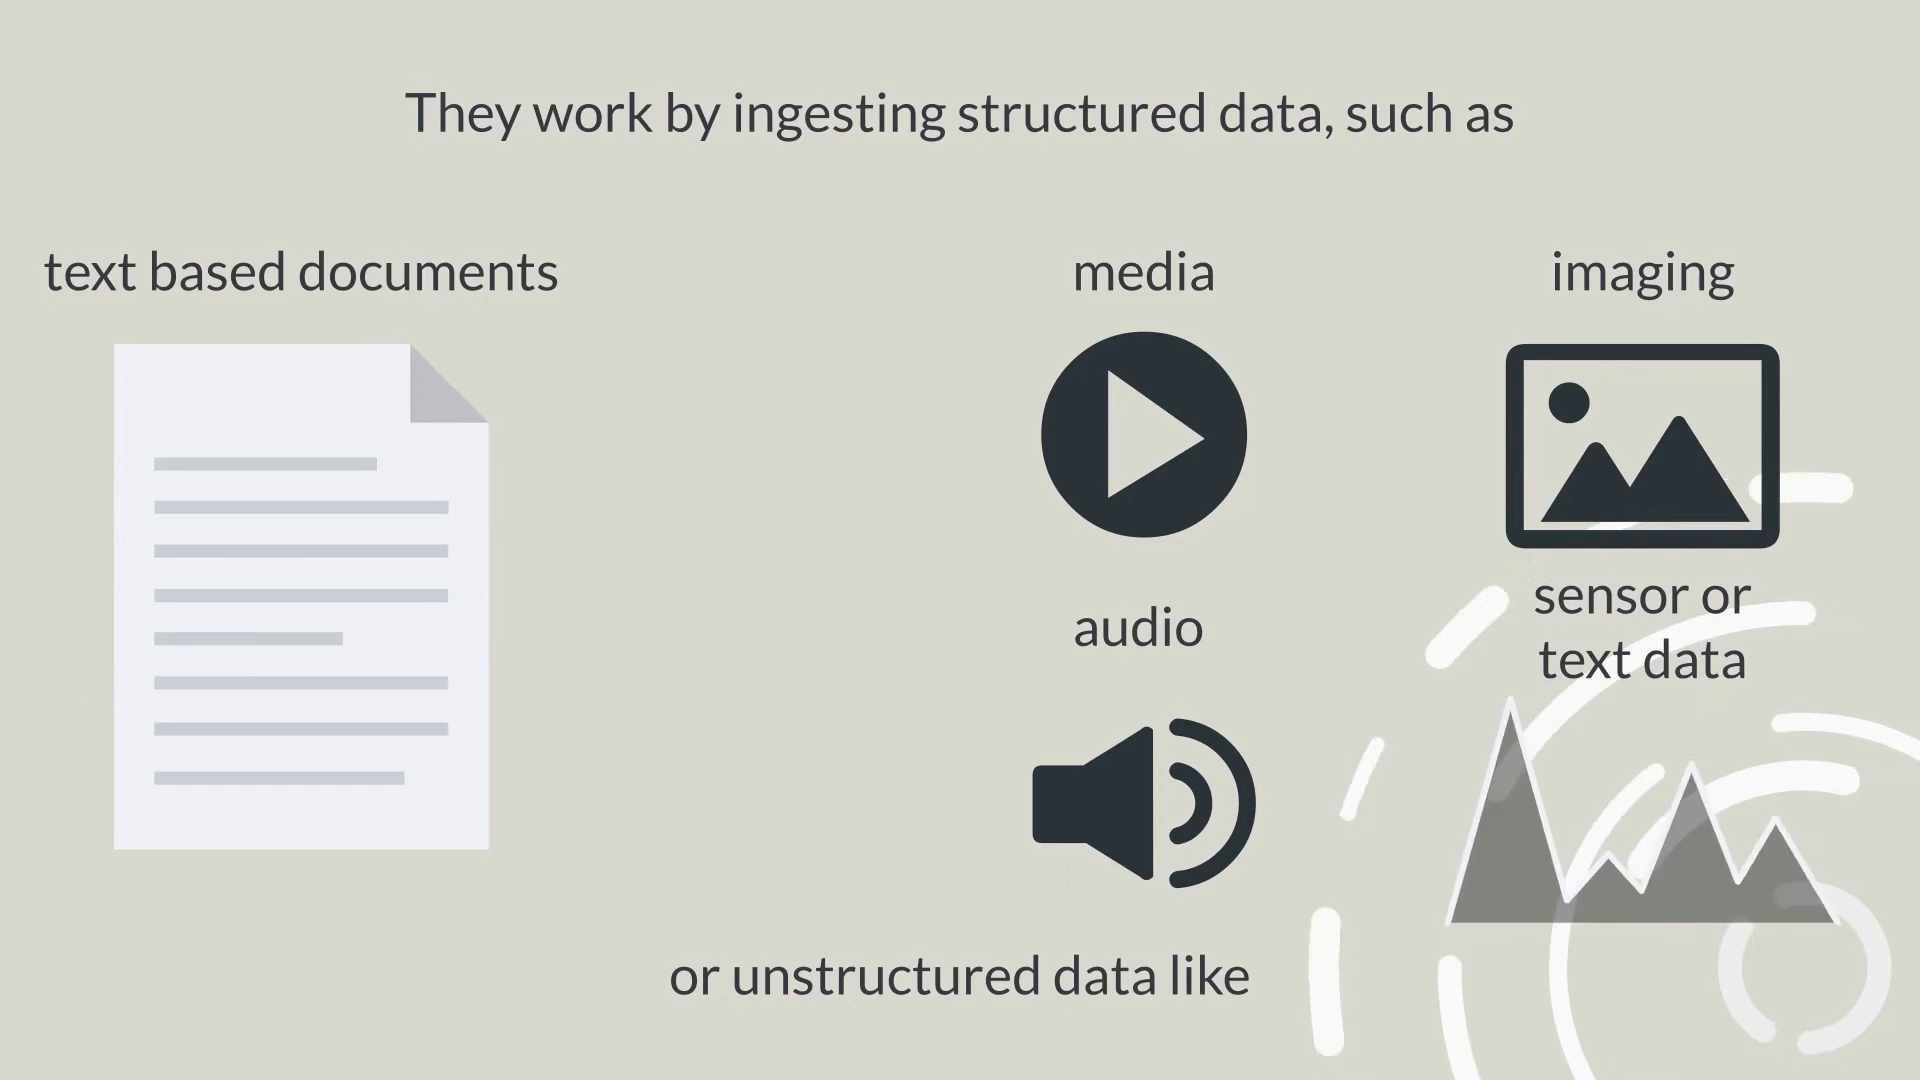 They work by ingesting structured data, such as
text based documents
media
imaging
audio
sensor or
text data
or unstructured data like